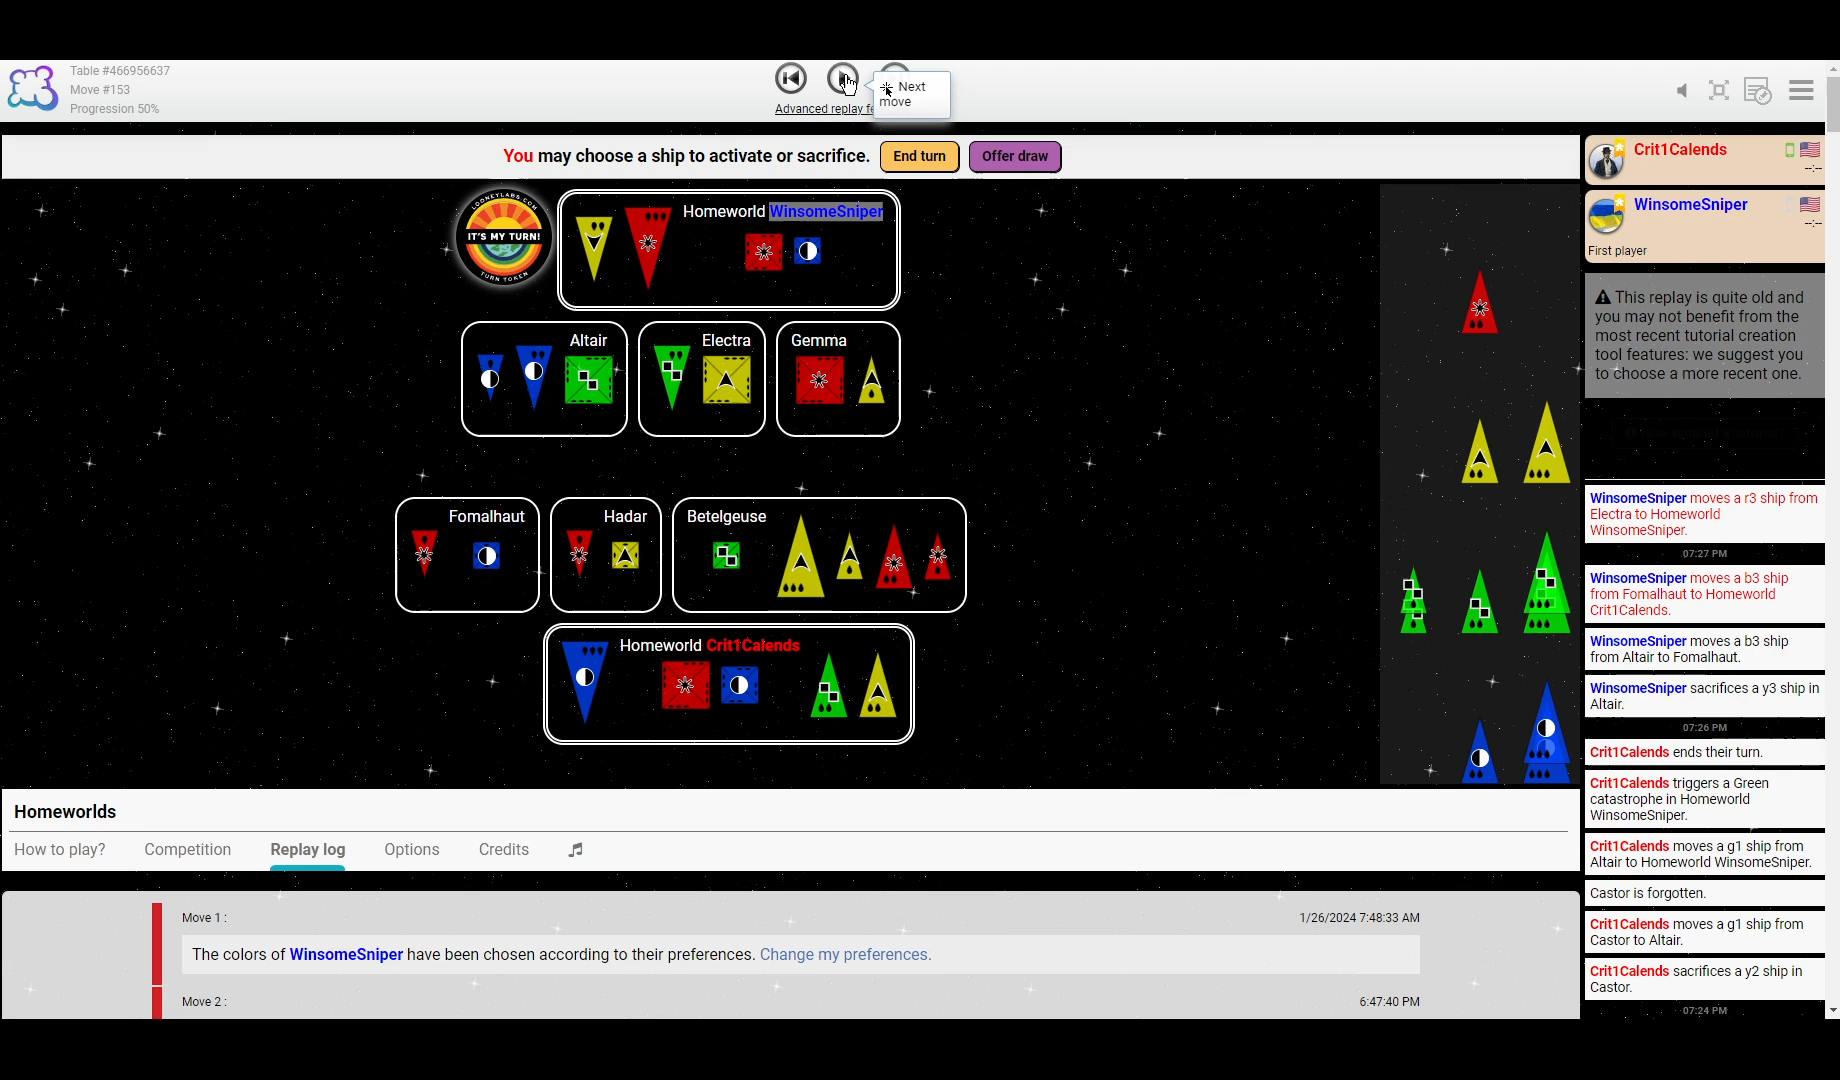 Table #466956637
Move #153
Progression 50%
Next
move
Advanced replay fe
You may choose a ship to activate or sacrifice.
End turn
Offer draw
LOONEYLABS.COM
IT'S MY TURN!
TURN TOKEN
Homeworld WinsomeSniper
Altair
Electra
Gemma
Fomalhaut
Hadar
Betelgeuse
Homeworld Crit1Calends
Crit1Calends
--:--
WinsomeSniper
--:--
First player
This replay is quite old and
you may not benefit from the
most recent tutorial creation
tool features: we suggest you
to choose a more recent one.
WinsomeSniper moves a r3 ship from
Electra to Homeworld
WinsomeSniper.
07:27 PM
WinsomeSniper moves a b3 ship
from Fomalhaut to Homeworld
Crit1Calends.
WinsomeSniper moves a b3 ship
from Altair to Fomalhaut.
WinsomeSniper sacrifices a y3 ship in
Altair.
07:26 PM
Crit1Calends ends their turn.
Crit1Calends triggers a Green
catastrophe in Homeworld
WinsomeSniper.
Crit1Calends moves a g1 ship from
Altair to Homeworld WinsomeSniper.
Castor is forgotten.
Crit1Calends moves a g1 ship from
Castor to Altair.
Crit1Calends sacrifices a y2 ship in
Castor.
07:24 PM
Homeworlds
How to play?
Competition
Replay log
Options
Credits
Move 1 :
1/26/2024 7:48:33 AM
The colors of WinsomeSniper have been chosen according to their preferences. Change my preferences.
Move 2 :
6:47:40 PM